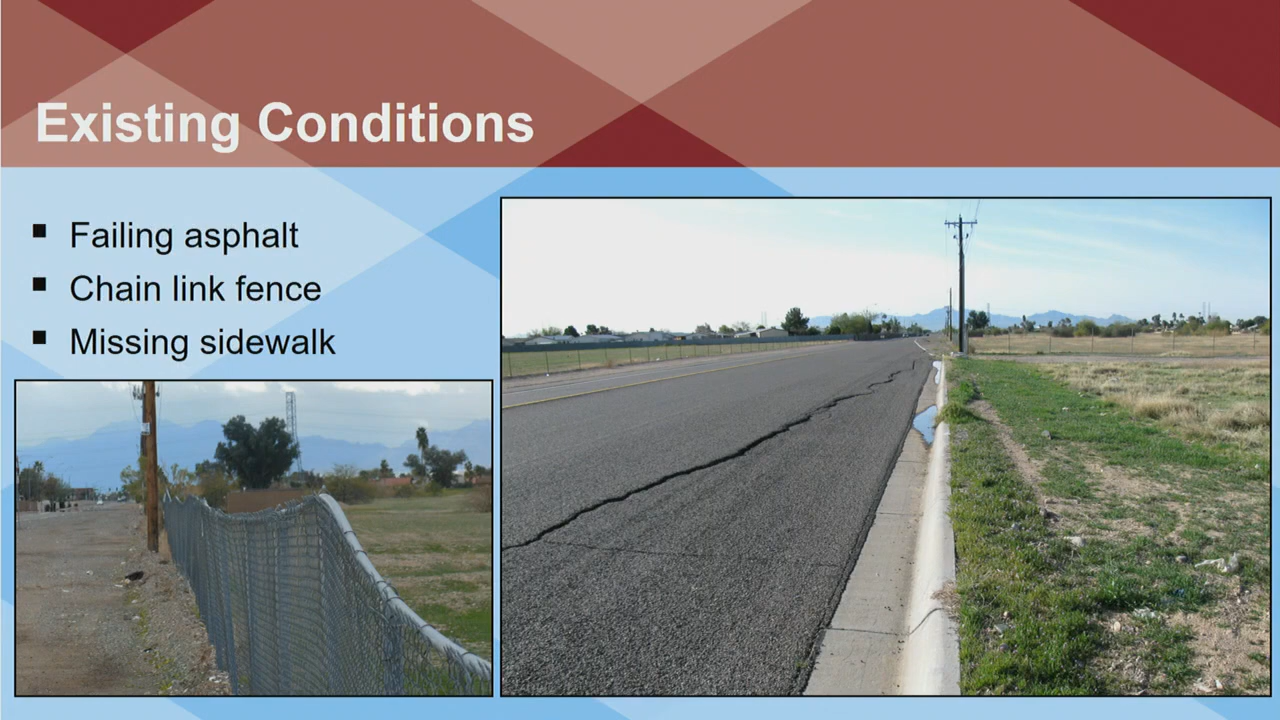 Existing Conditions
Failing asphalt
Chain link fence
Missing sidewalk